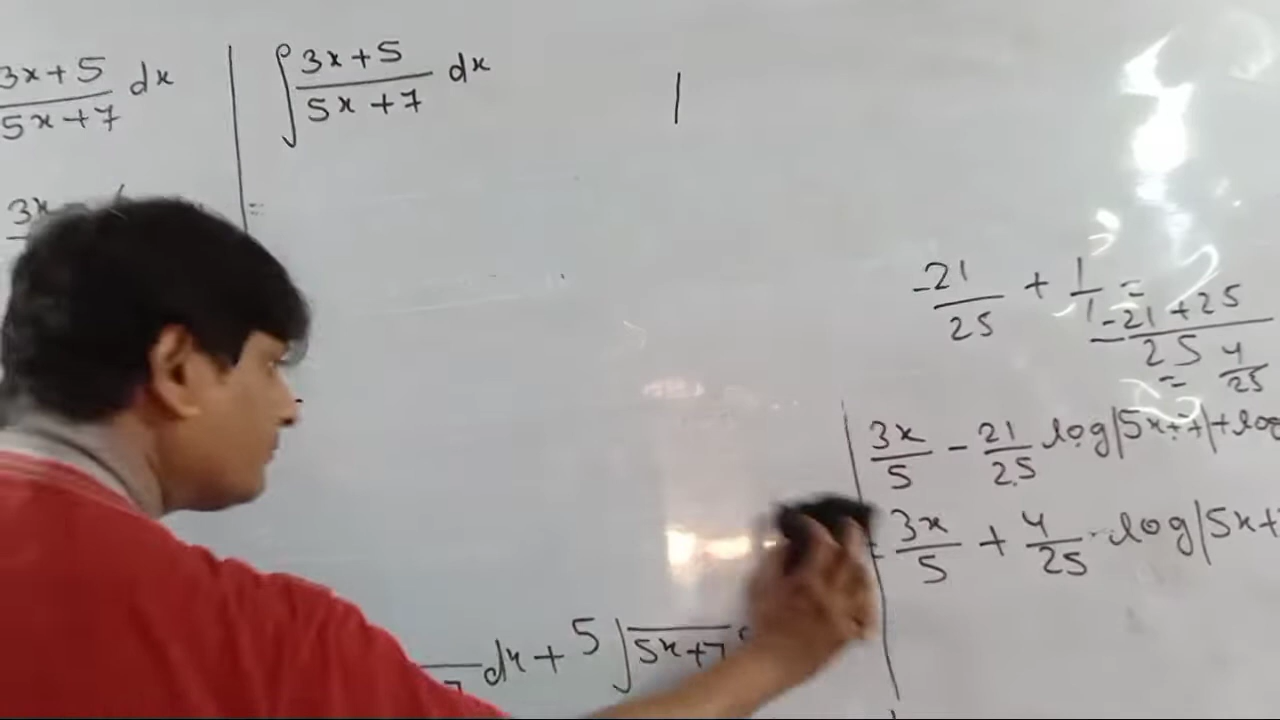 3x+5/5x+7 dx
∫ 3x+5/5x+7 dx
3x
=
-21/25 + 1/1 =
= -21+25/25
= 4/25
3x/5 - 21/25 log|5x+7|+log
= 3x/5 + 4/25 · log|5x+
dx + 5 ∫ 5x+7